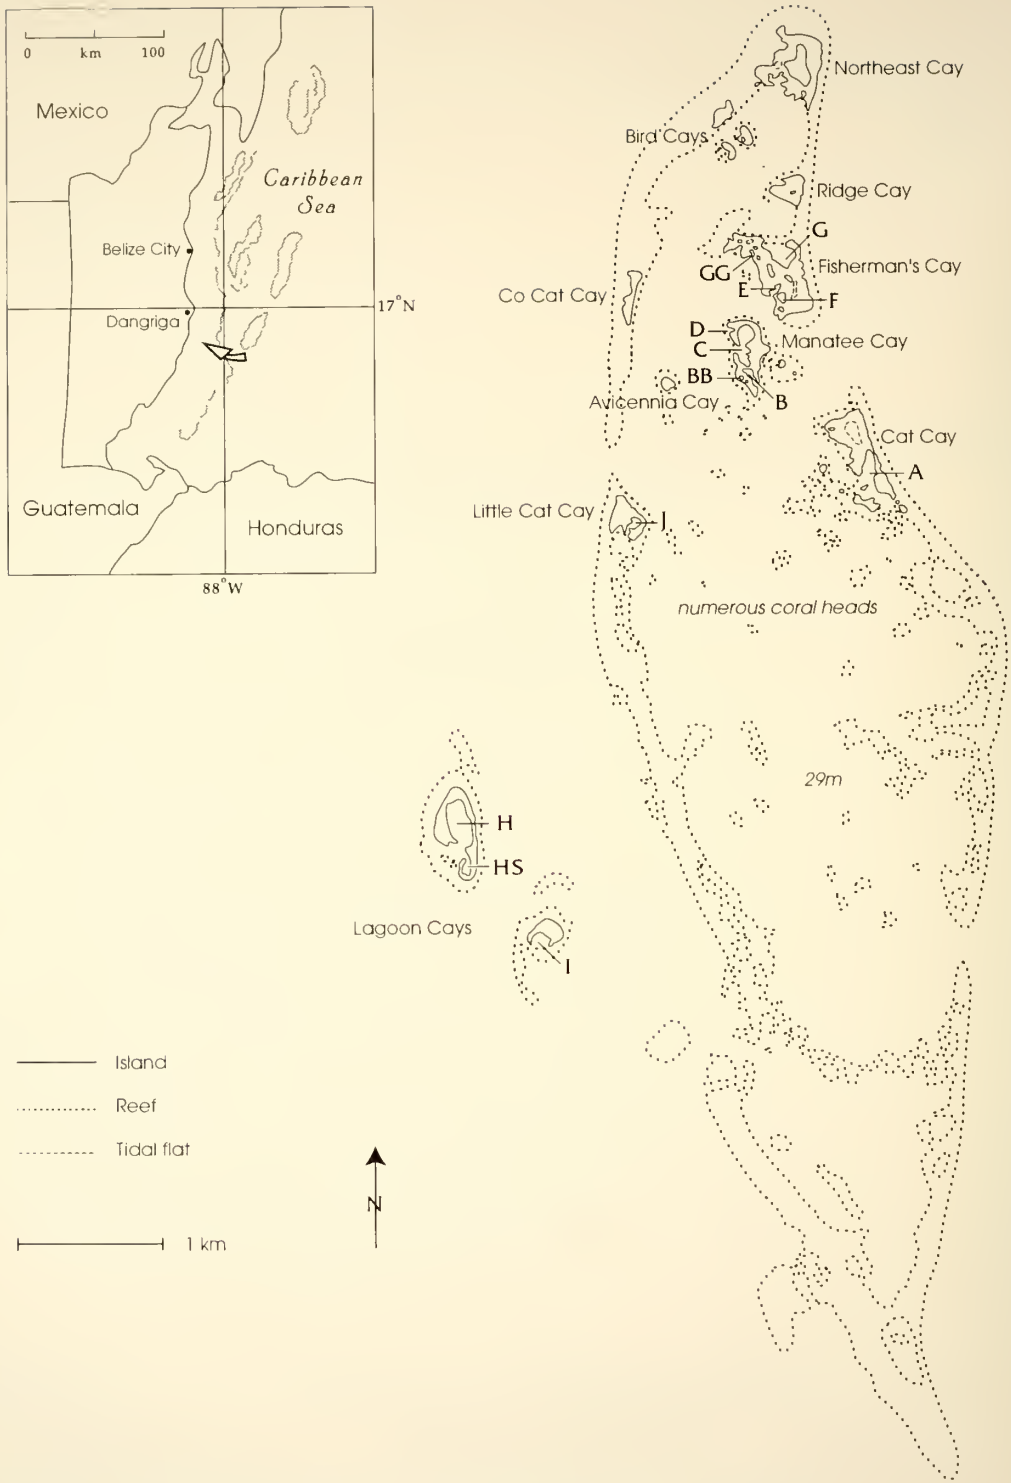 0 km 100
Mexico
Caribbean
Sea
Belize City
17°N
Dangriga
Guatemala
Honduras
88°W
Northeast Cay
Bird Cays
Ridge Cay
G
GG
Fisherman's Cay
E
Co Cat Cay
F
D
Manatee Cay
C
BB
Avicennia Cay
B
Cat Cay
A
Little Cat Cay
J
numerous coral heads
29m
H
HS
Lagoon Cays
I
Island
Reef
Tidal flat
N
1 km